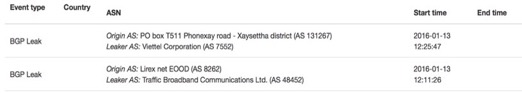 Event type Country ASN Start time End time
BGP Leak
Origin AS: PO box T511 Phonexay road - Xaysettha district (AS 131267)
Leaker AS: Viettel Corporation (AS 7552)
2016-01-13
12:25:47
BGP Leak
Origin AS: Lirex net EOOD (AS 8262)
Leaker AS: Traffic Broadband Communications Ltd. (AS 48452)
2016-01-13
12:11:26